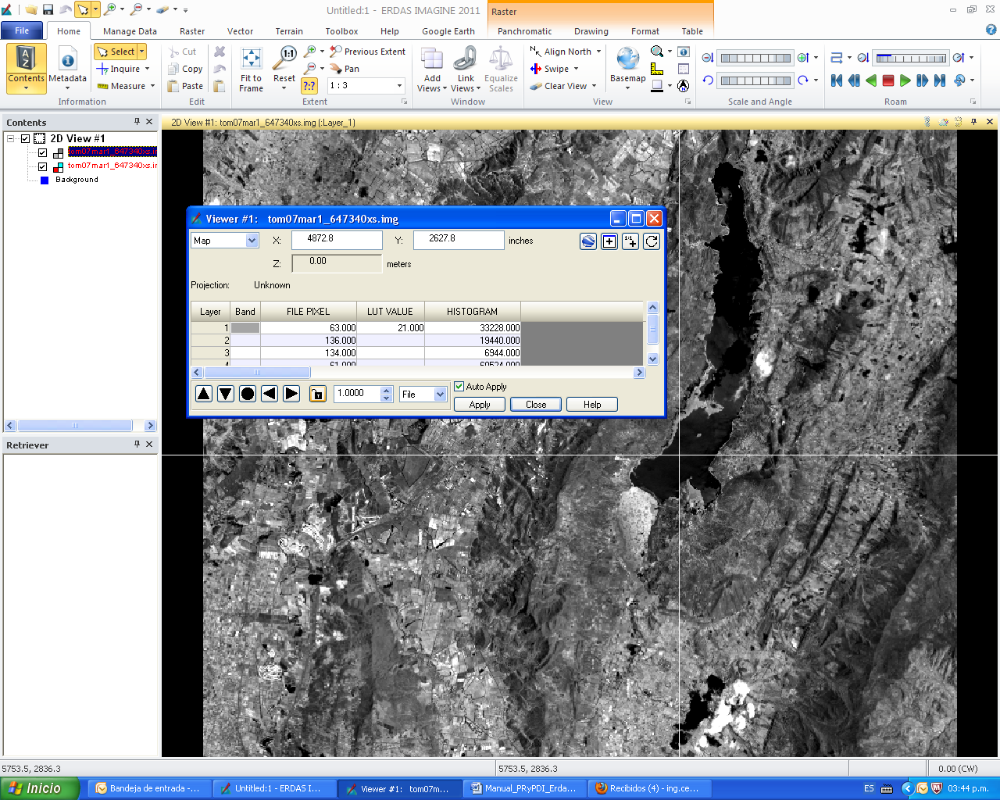 Untitled:1 - ERDAS IMAGINE 2011
Raster
File
Home
Manage Data
Raster
Vector
Terrain
Toolbox
Help
Google Earth
Panchromatic
Drawing
Format
Table
Contents
Metadata
Select
Inquire
Measure
Information
Cut
Copy
Paste
Edit
Fit to Frame
1:1
Reset
Previous Extent
Pan
?:?
1 : 3
Extent
Add Views
Link Views
Equalize Scales
Window
Align North
Swipe
Clear View
Basemap
View
Scale and Angle
Roam
Contents
2D View #1
tom07mar1_647340xs.i
tom07mar1_647340xs.ir
Background
Retriever
2D View #1: tom07mar1_647340xs.img (:Layer_1)
Viewer #1: tom07mar1_647340xs.img
Map
X: 4872.8
Y: 2627.8 inches
Z: 0.00 meters
Projection: Unknown
Layer Band FILE PIXEL LUT VALUE HISTOGRAM
1 63.000 21.000 33228.000
2 136.000 19440.000
3 134.000 6944.000
4 61.000 60524.000
1.0000
File
Auto Apply
Apply
Close
Help
5753.5, 2836.3
5753.5, 2836.3
0.00 (CW)
Inicio
Bandeja de entrada -...
Untitled:1 - ERDAS I...
Viewer #1: tom07m...
Manual_PRyPDI_Erda...
Recibidos (4) - ing.ce...
ES
03:44 p.m.